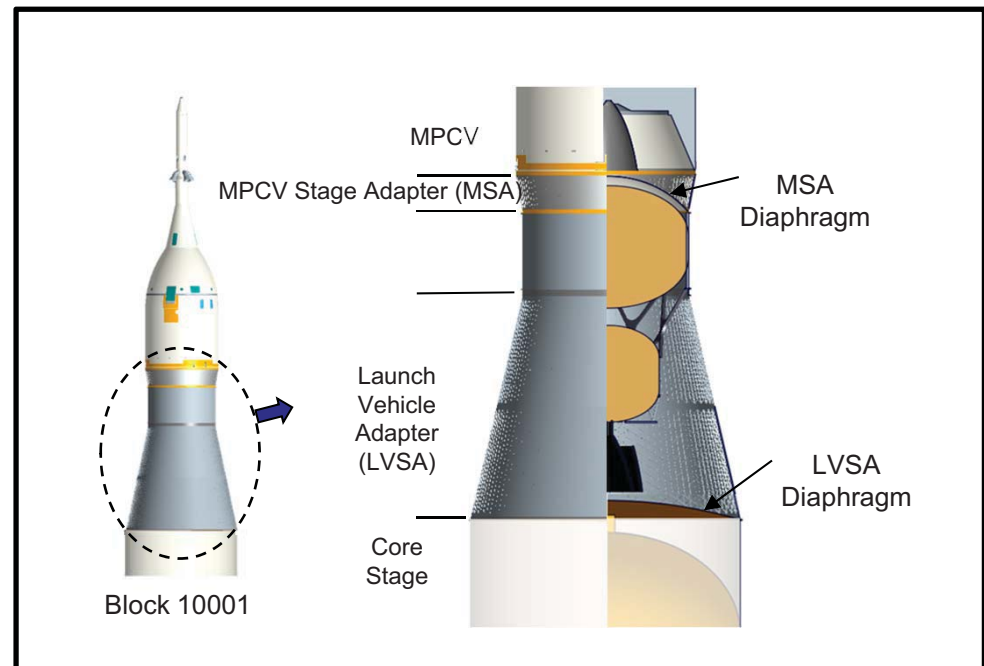 MPCV
MPCV Stage Adapter (MSA)
MSA
Diaphragm
Launch
Vehicle
Adapter
(LVSA)
LVSA
Diaphragm
Core
Stage
Block 10001